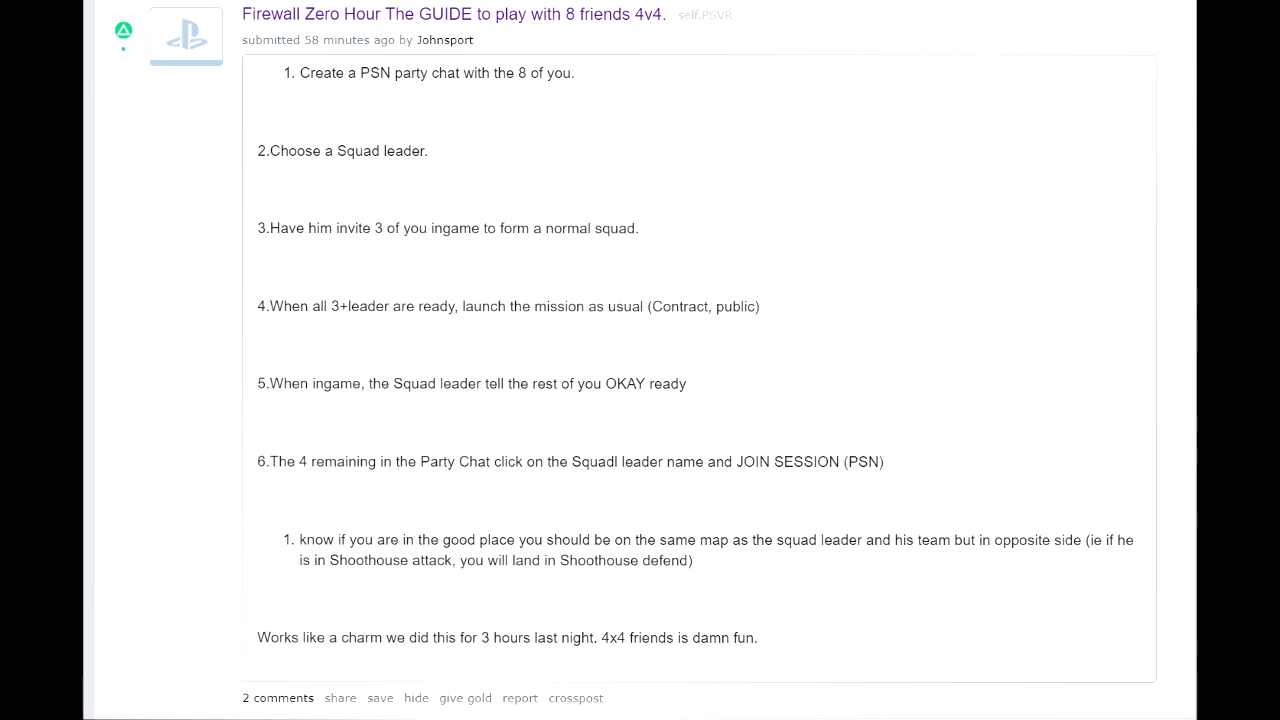 Firewall Zero Hour The GUIDE to play with 8 friends 4v4. self.PSVR
submitted 58 minutes ago by Johnsport
1. Create a PSN party chat with the 8 of you.
2.Choose a Squad leader.
3.Have him invite 3 of you ingame to form a normal squad.
4.When all 3+leader are ready, launch the mission as usual (Contract, public)
5.When ingame, the Squad leader tell the rest of you OKAY ready
6.The 4 remaining in the Party Chat click on the Squadl leader name and JOIN SESSION (PSN)
1. know if you are in the good place you should be on the same map as the squad leader and his team but in opposite side (ie if he
is in Shoothouse attack, you will land in Shoothouse defend)
Works like a charm we did this for 3 hours last night. 4x4 friends is damn fun.
2 comments share save hide give gold report crosspost